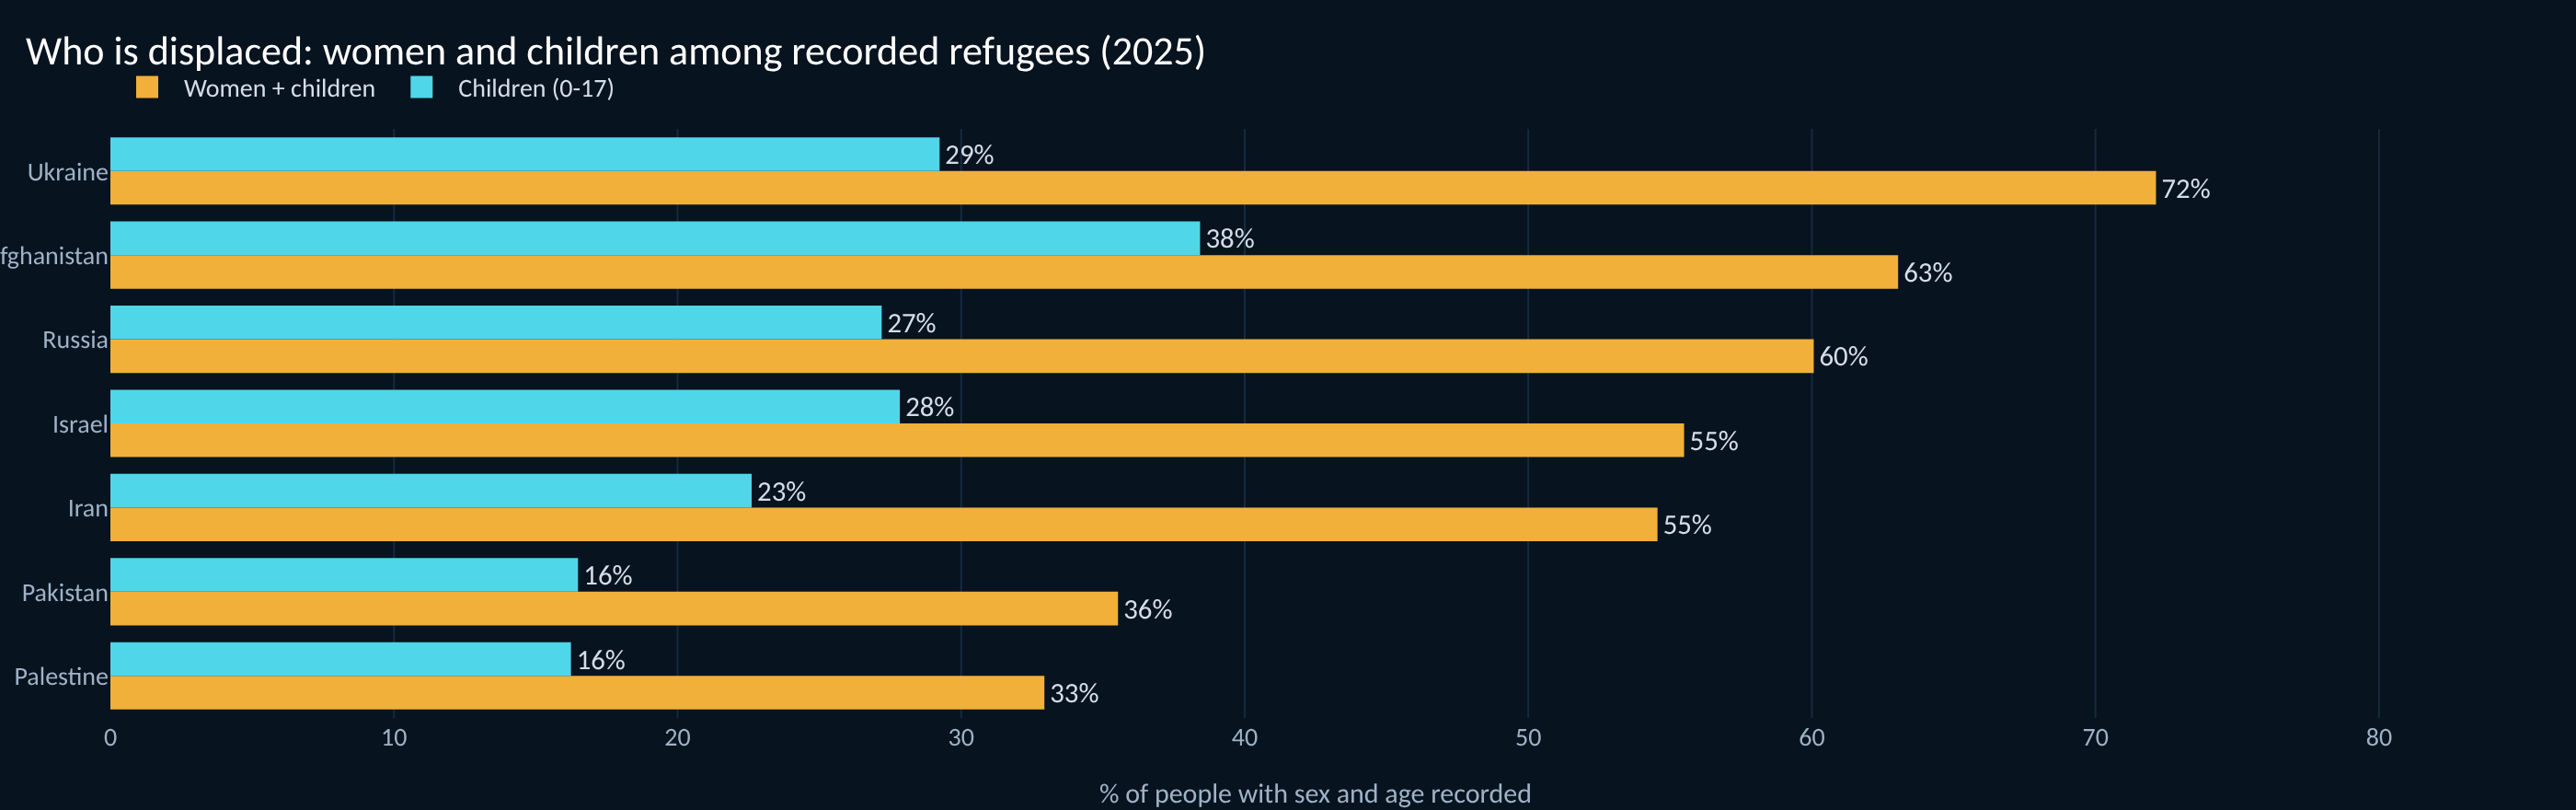 Who is displaced: women and children among recorded refugees (2025)
Women + children Children (0-17)
Ukraine 29% 72%
fghanistan 38% 63%
Russia 27% 60%
Israel 28% 55%
Iran 23% 55%
Pakistan 16% 36%
Palestine 16% 33%
0 10 20 30 40 50 60 70 80
% of people with sex and age recorded